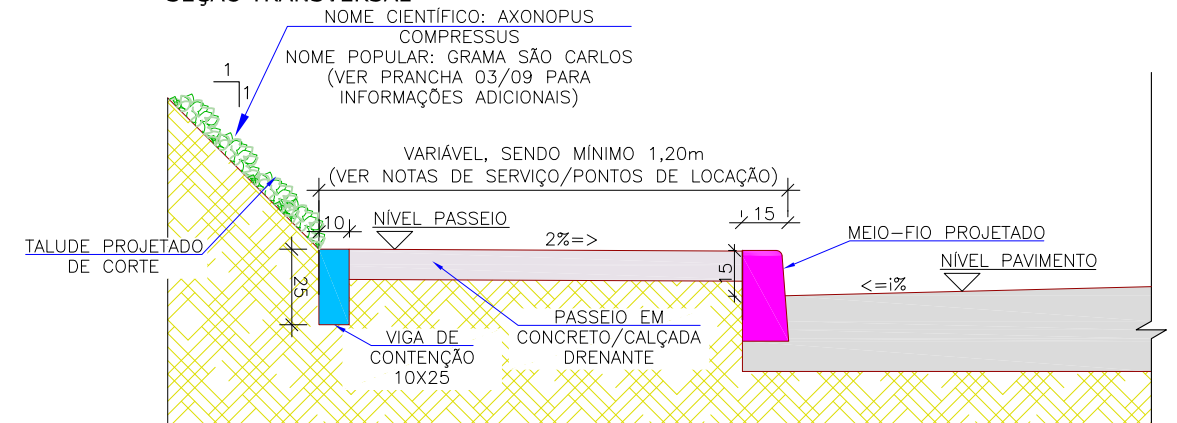 SEÇÃO TRANSVERSAL
NOME CIENTÍFICO: AXONOPUS
COMPRESSUS
NOME POPULAR: GRAMA SÃO CARLOS
(VER PRANCHA 03/09 PARA
INFORMAÇÕES ADICIONAIS)
1
1
VARIÁVEL, SENDO MÍNIMO 1,20m
(VER NOTAS DE SERVIÇO/PONTOS DE LOCAÇÃO)
10
NÍVEL PASSEIO
15
2%=>
MEIO-FIO PROJETADO
TALUDE PROJETADO
DE CORTE
NÍVEL PAVIMENTO
15
25
<=i%
PASSEIO EM
CONCRETO/CALÇADA
DRENANTE
VIGA DE
CONTENÇÃO
10X25